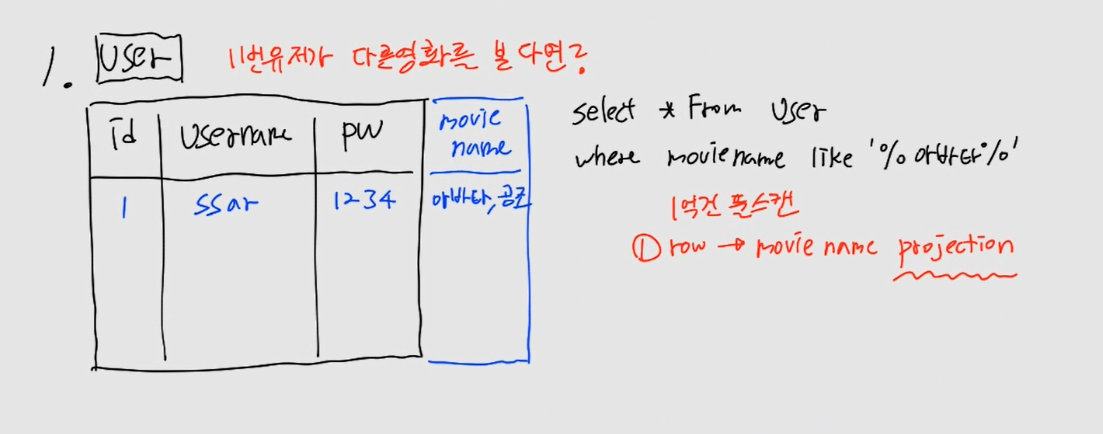 1. User 1번유저가 다른영화를 본다면?
id username pw movie name
1 ssar 1234 아바타,공조
select * From User
where moviename like '%아바타%'
1억건 풀스캔
① row → movie name projection